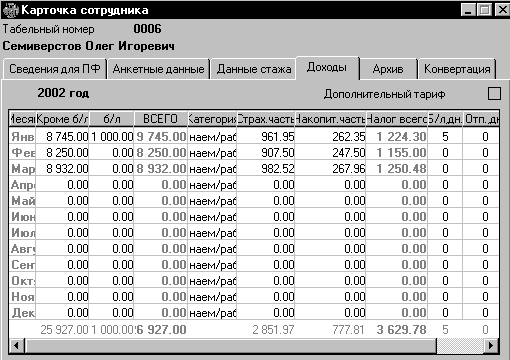 Карточка сотрудника
Табельный номер 0006
Семиверстов Олег Игоревич
Сведения для ПФ Анкетные данные Данные стажа Доходы Архив Конвертация
2002 год Дополнительный тариф
Месяц Кроме б/л б/л ВСЕГО Категория Страх.часть Накопит.часть Налог всего Б/л,дн. Отп.дн
Янв 8 745.00 1 000.00 9 745.00 наем/раб 961.95 262.35 1 224.30 5 0
Фев 8 250.00 0.00 8 250.00 наем/раб 907.50 247.50 1 155.00 0 0
Мар 8 932.00 0.00 8 932.00 наем/раб 982.52 267.96 1 250.48 0 0
Апре 0.00 0.00 0.00 наем/раб 0.00 0.00 0.00 0 0
Май 0.00 0.00 0.00 наем/раб 0.00 0.00 0.00 0 0
Июн 0.00 0.00 0.00 наем/раб 0.00 0.00 0.00 0 0
Июл 0.00 0.00 0.00 наем/раб 0.00 0.00 0.00 0 0
Авгу 0.00 0.00 0.00 наем/раб 0.00 0.00 0.00 0 0
Сент 0.00 0.00 0.00 наем/раб 0.00 0.00 0.00 0 0
Октя 0.00 0.00 0.00 наем/раб 0.00 0.00 0.00 0 0
Ноя 0.00 0.00 0.00 наем/раб 0.00 0.00 0.00 0 0
Дек 0.00 0.00 0.00 наем/раб 0.00 0.00 0.00 0 0
25 927.00 1 000.00 6 927.00 2 851.97 777.81 3 629.78 5 0